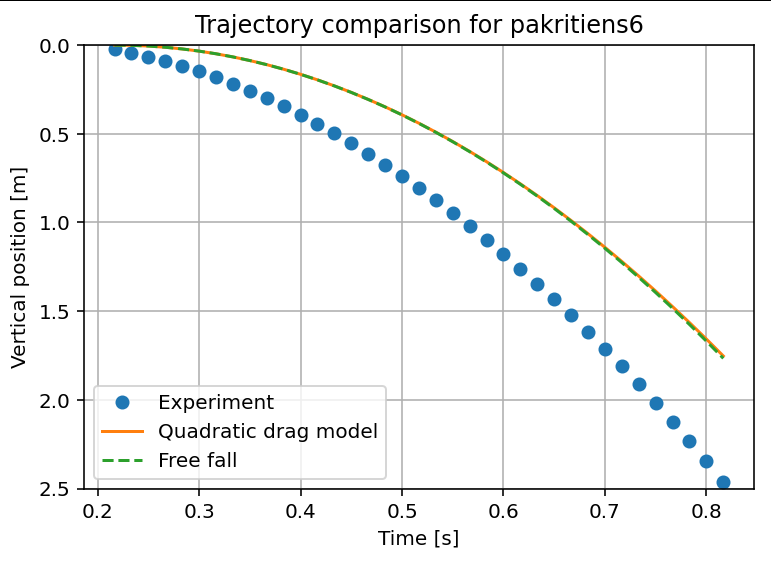 Trajectory comparison for pakritiens6
0.0
0.5
1.0
1.5
2.0
2.5
Vertical position [m]
Experiment
Quadratic drag model
Free fall
0.2 0.3 0.4 0.5 0.6 0.7 0.8
Time [s]